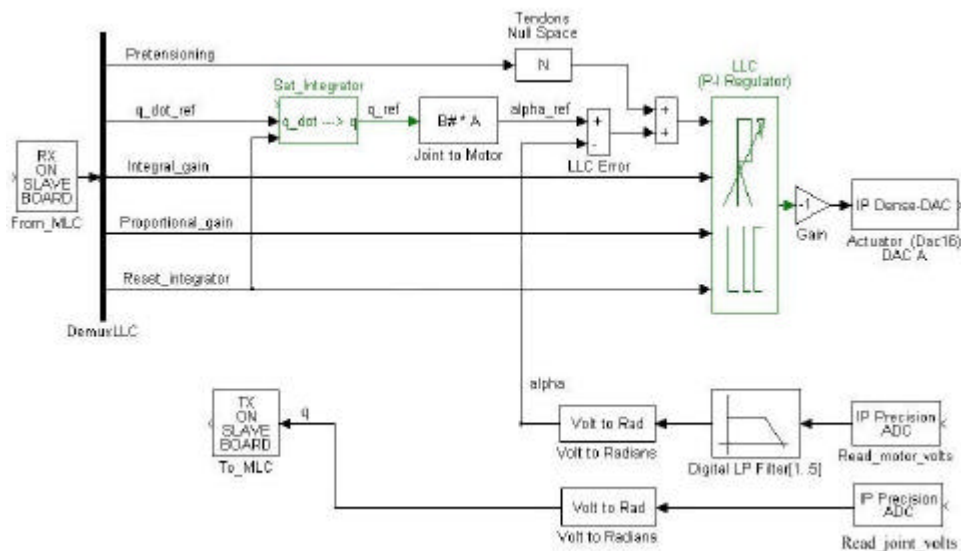 Tendons
Null Space
Pretensioning
N
LLC
(P-I Regulator)
Sat_Integrator
q_dot_ref
q_dot ---> q
q_ref
B# * A
Joint to Motor
alpha_ref
+
-
LLC Error
+
+
RX
ON
SLAVE
BOARD
From_MLC
Integral_gain
Proportional_gain
Reset_integrator
DemuxLLC
-1
Gain
IP Dense-DAC
Actuator_(Dac16)
DAC A
alpha
TX
ON
SLAVE
BOARD
To_MLC
q
Volt to Rad
Volt to Radians
Digital LP Filter[1..5]
IP Precision
ADC
Read_motor_volts
Volt to Rad
Volt to Radians
IP Precision
ADC
Read_joint_volts